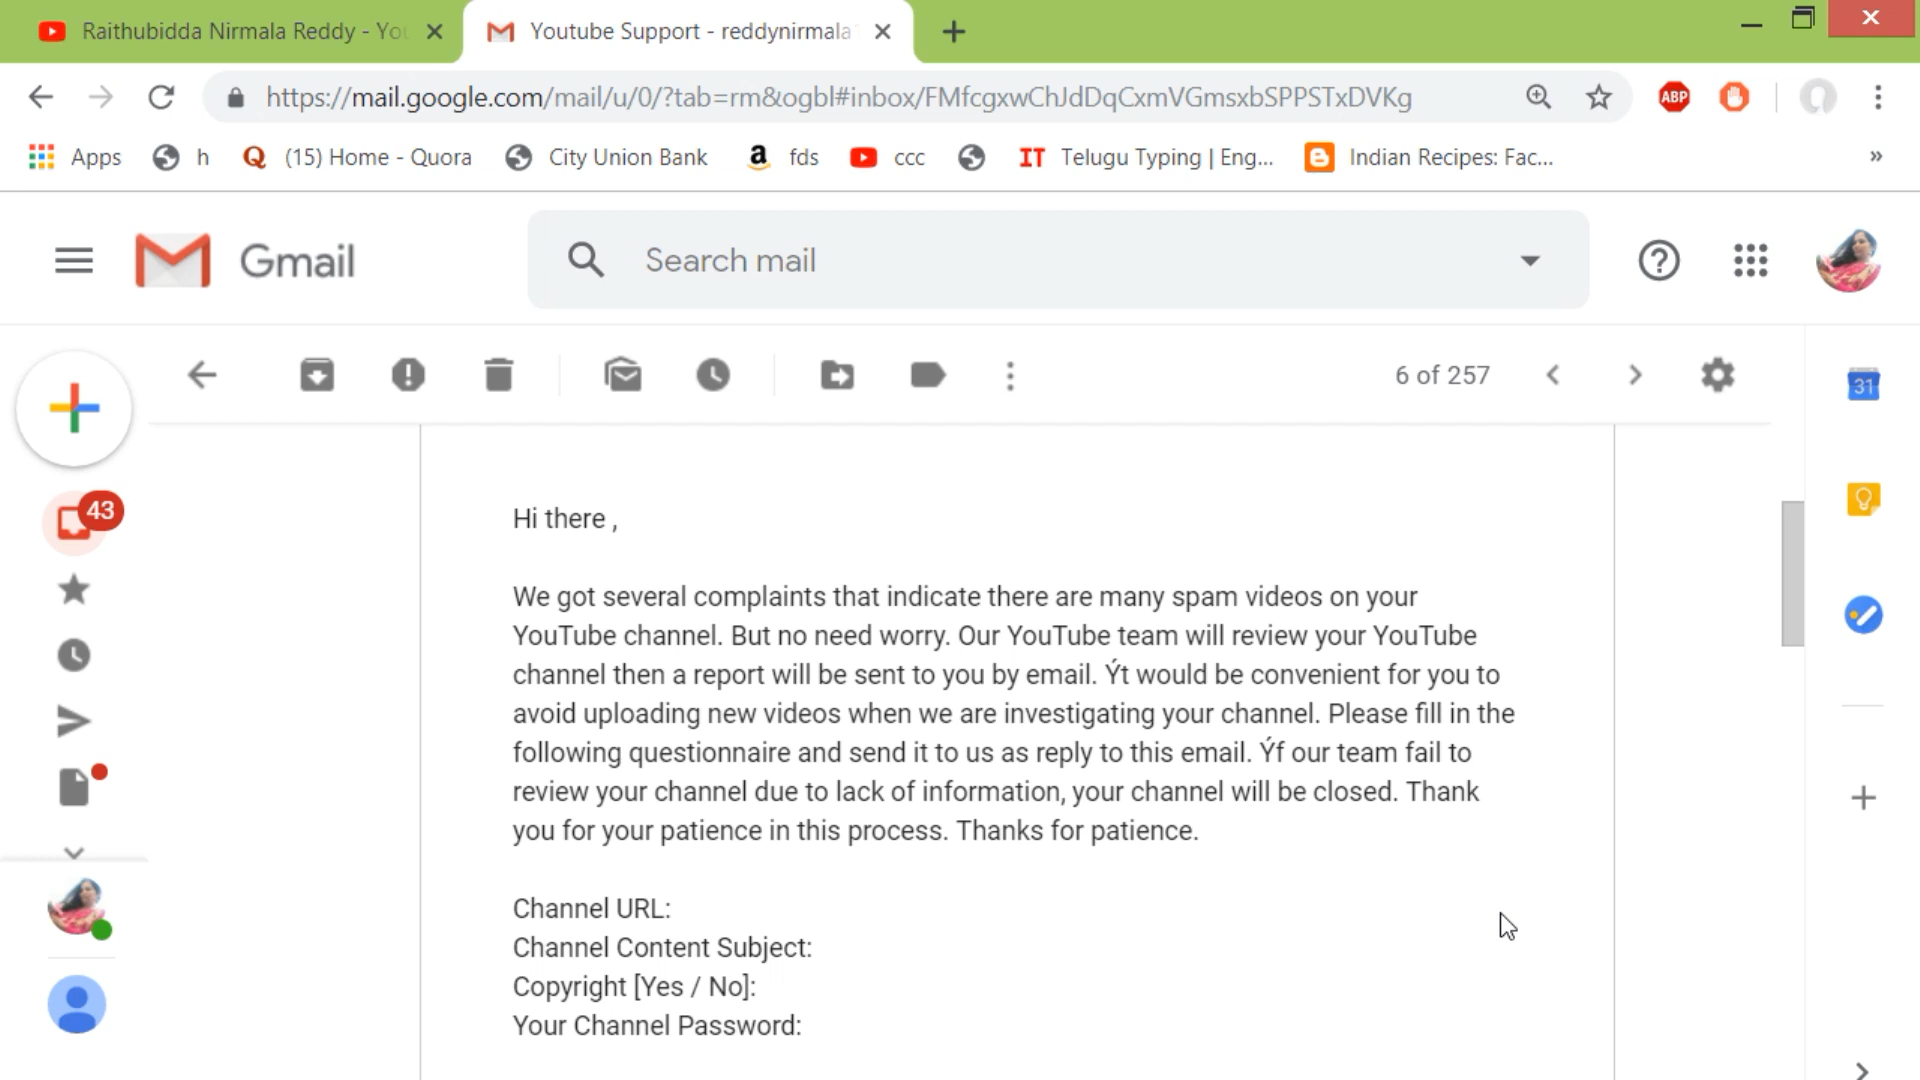 Raithubidda Nirmala Reddy - You
Youtube Support - reddynirmala
https://mail.google.com/mail/u/0/?tab=rm&ogbl#inbox/FMfcgxwChJdDqCxmVGmsxbSPPSTxDVKg
ABP
Apps
h
Q
(15) Home - Quora
City Union Bank
a
fds
ccc
IT
Telugu Typing | Eng...
Indian Recipes: Fac...
»
Gmail
Search mail
6 of 257
31
43
Hi there ,
We got several complaints that indicate there are many spam videos on your
YouTube channel. But no need worry. Our YouTube team will review your YouTube
channel then a report will be sent to you by email. Ýt would be convenient for you to
avoid uploading new videos when we are investigating your channel. Please fill in the
following questionnaire and send it to us as reply to this email. Ýf our team fail to
review your channel due to lack of information, your channel will be closed. Thank
you for your patience in this process. Thanks for patience.
Channel URL:
Channel Content Subject:
Copyright [Yes / No]:
Your Channel Password: